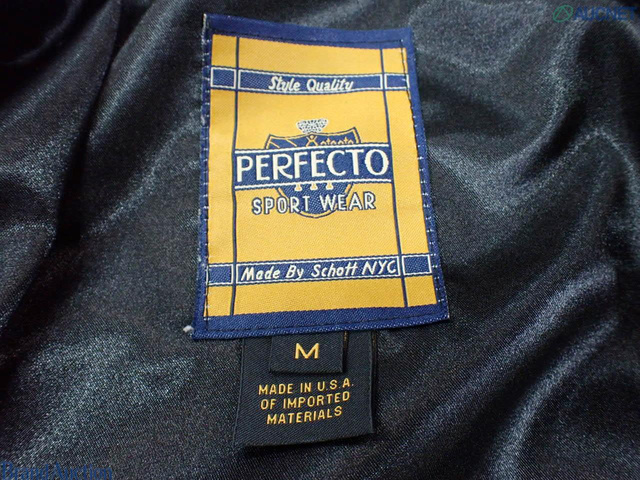 Style Quality
PERFECTO
SPORT WEAR
Made By Schott NYC
M
MADE IN U.S.A.
OF IMPORTED
MATERIALS